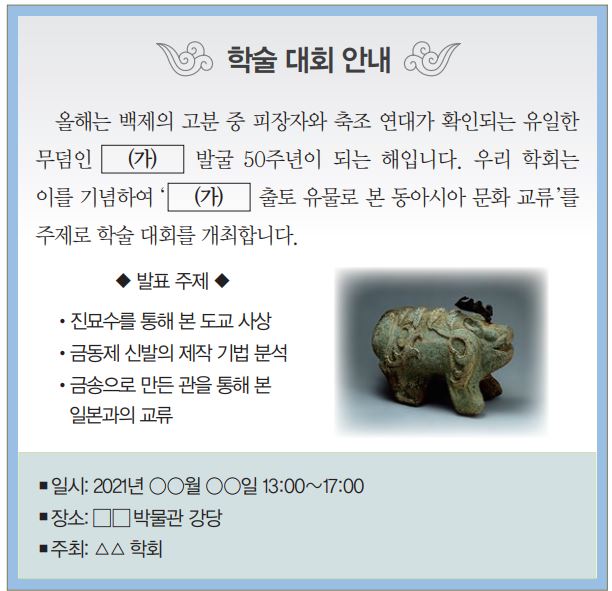 학술 대회 안내
올해는 백제의 고분 중 피장자와 축조 연대가 확인되는 유일한
무덤인 (가) 발굴 50주년이 되는 해입니다. 우리 학회는
이를 기념하여 ‘(가) 출토 유물로 본 동아시아 문화 교류’를
주제로 학술 대회를 개최합니다.
◆ 발표 주제 ◆
• 진묘수를 통해 본 도교 사상
• 금동제 신발의 제작 기법 분석
• 금송으로 만든 관을 통해 본
일본과의 교류
■ 일시: 2021년 ○○월 ○○일 13:00～17:00
■ 장소: □□박물관 강당
■ 주최: △△ 학회